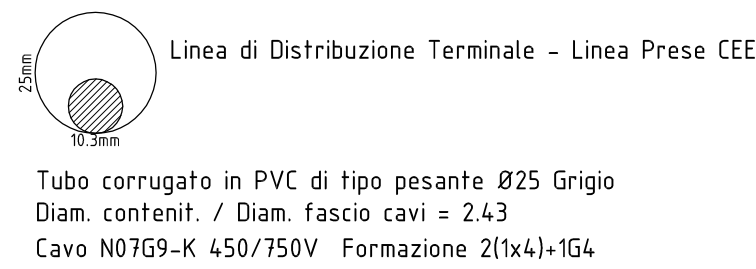 Linea di Distribuzione Terminale - Linea Prese CEE
25mm
10.3mm
Tubo corrugato in PVC di tipo pesante Ø25 Grigio
Diam. contenit. / Diam. fascio cavi = 2.43
Cavo N07G9-K 450/750V Formazione 2(1x4)+1G4